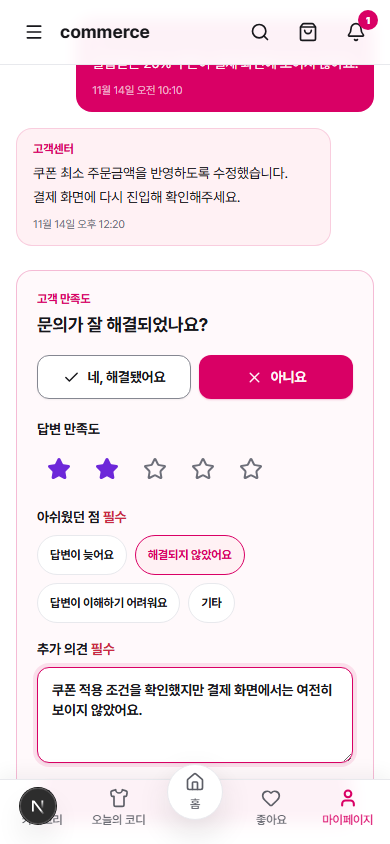 commerce
1
11월 14일 오전 10:10
고객센터
쿠폰 최소 주문금액을 반영하도록 수정했습니다.
결제 화면에 다시 진입해 확인해주세요.
11월 14일 오후 12:20
고객 만족도
문의가 잘 해결되었나요?
네, 해결됐어요
아니요
답변 만족도
아쉬웠던 점 필수
답변이 늦어요
해결되지 않았어요
답변이 이해하기 어려워요
기타
추가 의견 필수
쿠폰 적용 조건을 확인했지만 결제 화면에서는 여전히
보이지 않았어요.
N
오늘의 코디
홈
좋아요
마이페이지